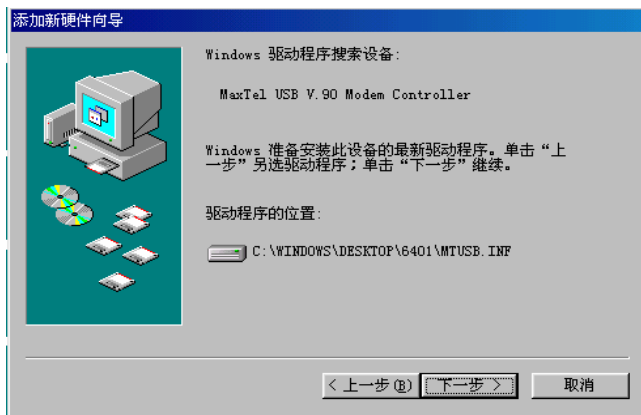 添加新硬件向导
Windows 驱动程序搜索设备:
MaxTel USB V.90 Modem Controller
Windows 准备安装此设备的最新驱动程序。单击“上
一步”另选驱动程序；单击“下一步”继续。
驱动程序的位置:
C:\WINDOWS\DESKTOP\6401\MTUSB.INF
< 上一步(B) 下一步 > 取消